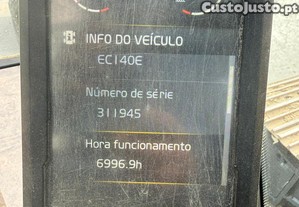 CustoJusto.pt
INFO DO VEÍCULO
EC140E
Número de série
311945
Hora funcionamento
6996.9h